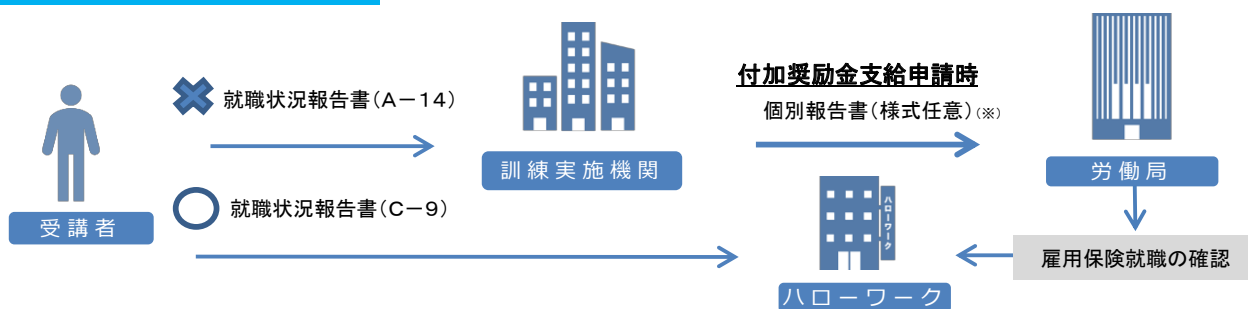 付加奨励金支給申請時
就職状況報告書(A-14)
個別報告書(様式任意)(※)
訓練実施機関
労働局
就職状況報告書(C-9)
受講者
ハローワーク
雇用保険就職の確認
ハローワーク